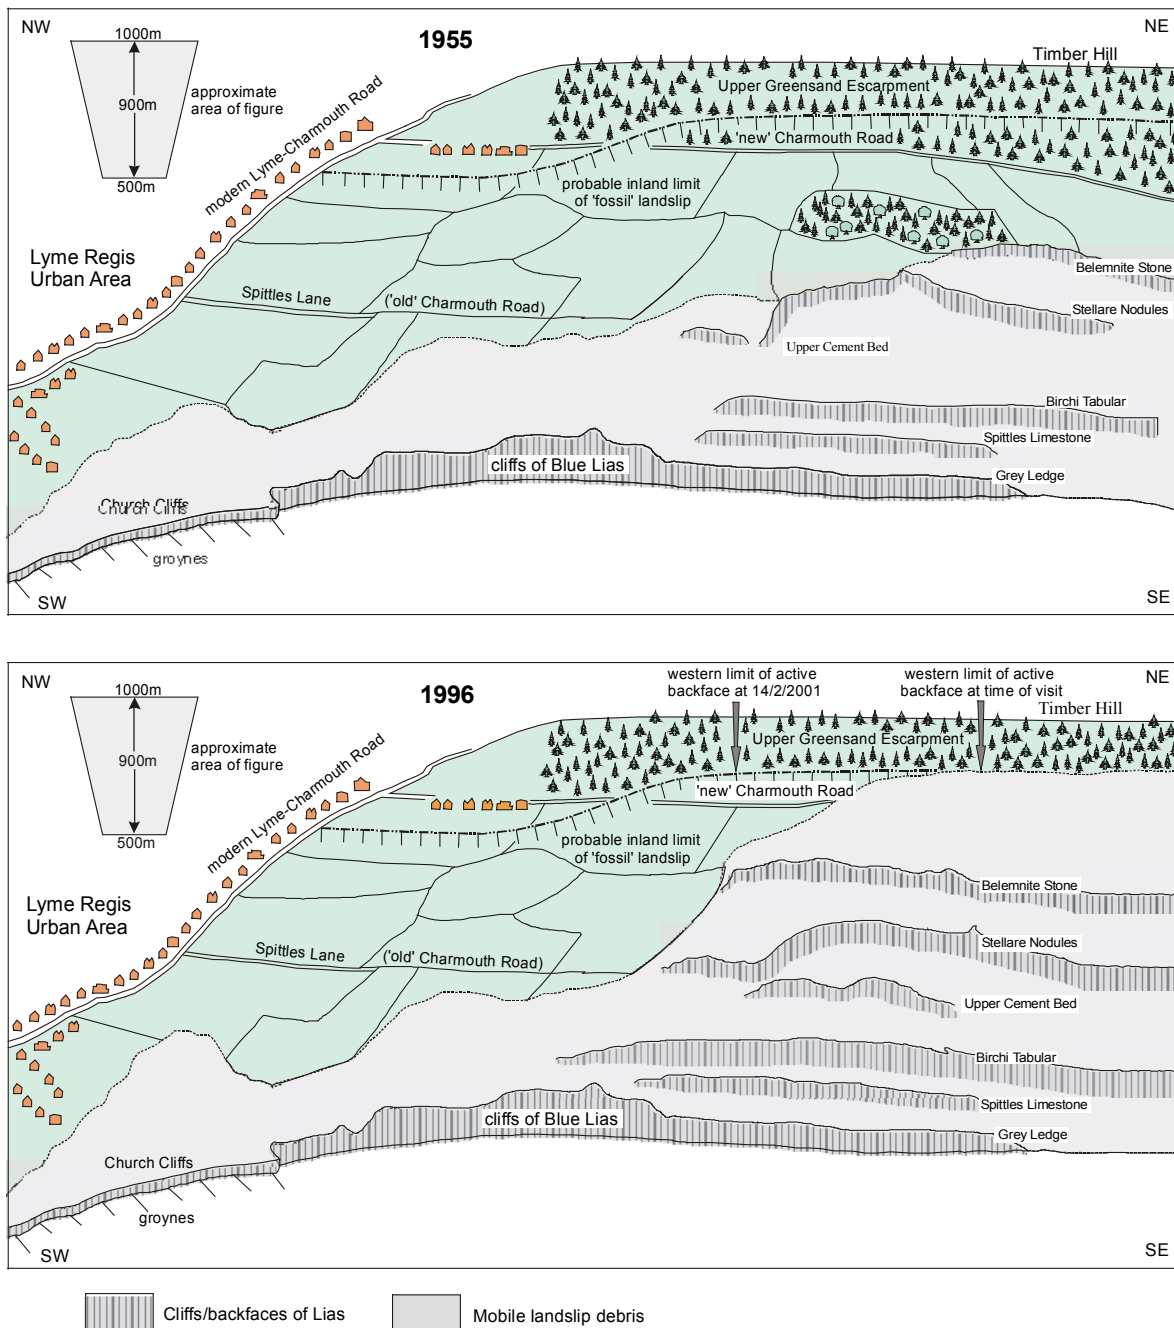 NW
NE
1000m
900m
500m
approximate
area of figure
1955
Timber Hill
Upper Greensand Escarpment
modern Lyme-Charmouth Road
'new' Charmouth Road
probable inland limit
of 'fossil' landslip
Lyme Regis
Urban Area
Spittles Lane
('old' Charmouth Road)
Belemnite Stone
Stellare Nodules
Upper Cement Bed
Birchi Tabular
Spittles Limestone
cliffs of Blue Lias
Grey Ledge
Church Cliffs
groynes
SW
SE
NW
NE
1000m
900m
500m
approximate
area of figure
1996
western limit of active
backface at 14/2/2001
western limit of active
backface at time of visit
Timber Hill
Upper Greensand Escarpment
modern Lyme-Charmouth Road
'new' Charmouth Road
probable inland limit
of 'fossil' landslip
Lyme Regis
Urban Area
Belemnite Stone
Spittles Lane
('old' Charmouth Road)
Stellare Nodules
Upper Cement Bed
Birchi Tabular
Spittles Limestone
cliffs of Blue Lias
Grey Ledge
Church Cliffs
groynes
SW
SE
Cliffs/backfaces of Lias
Mobile landslip debris